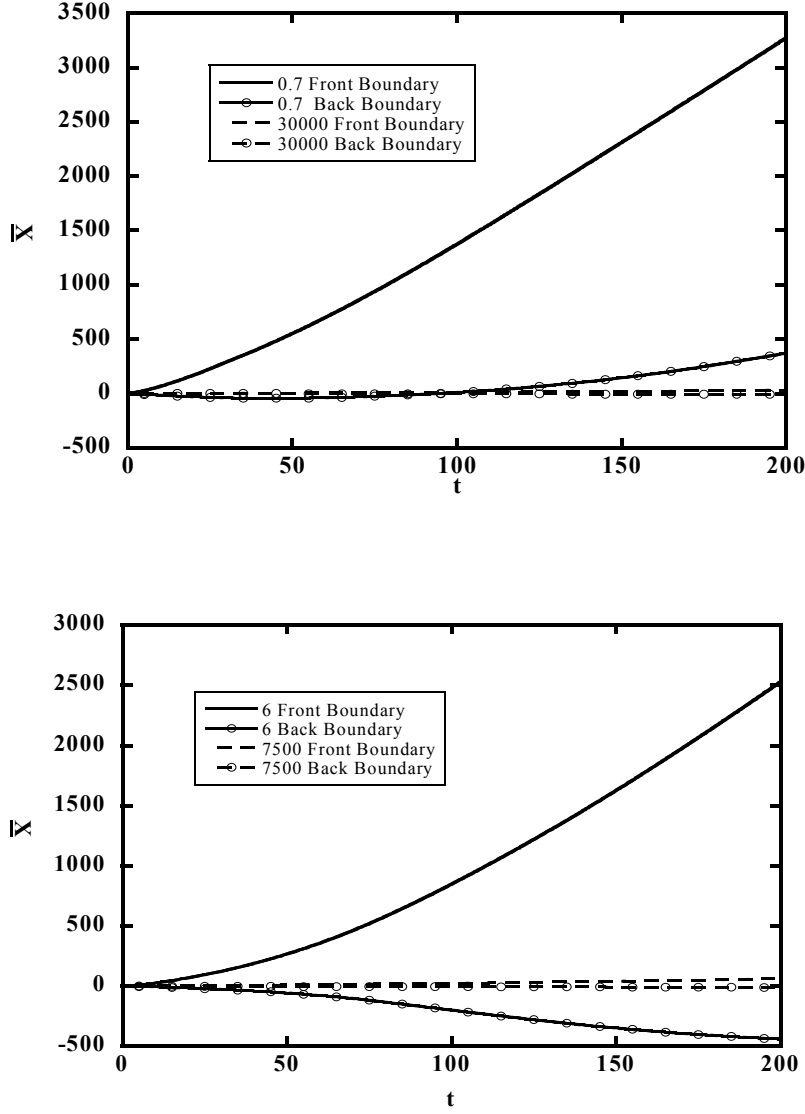 3500
3000
2500
2000
1500
1000
500
0
-500
X
0.7 Front Boundary
0.7 Back Boundary
30000 Front Boundary
30000 Back Boundary
0 50 100 150 200
t
3000
2500
2000
1500
1000
500
0
-500
X
6 Front Boundary
6 Back Boundary
7500 Front Boundary
7500 Back Boundary
0 50 100 150 200
t